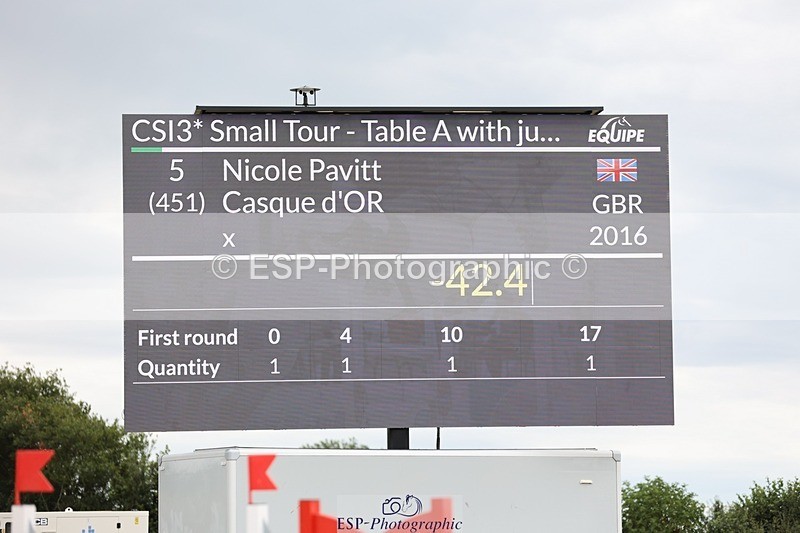 CSI3* Small Tour - Table A with ju... EQUIPE
5 Nicole Pavitt
(451) Casque d'OR GBR
x 2016
© ESP-Photographic ©
-42.4
First round 0 4 10 17
Quantity 1 1 1 1
CB
ESP-Photographic